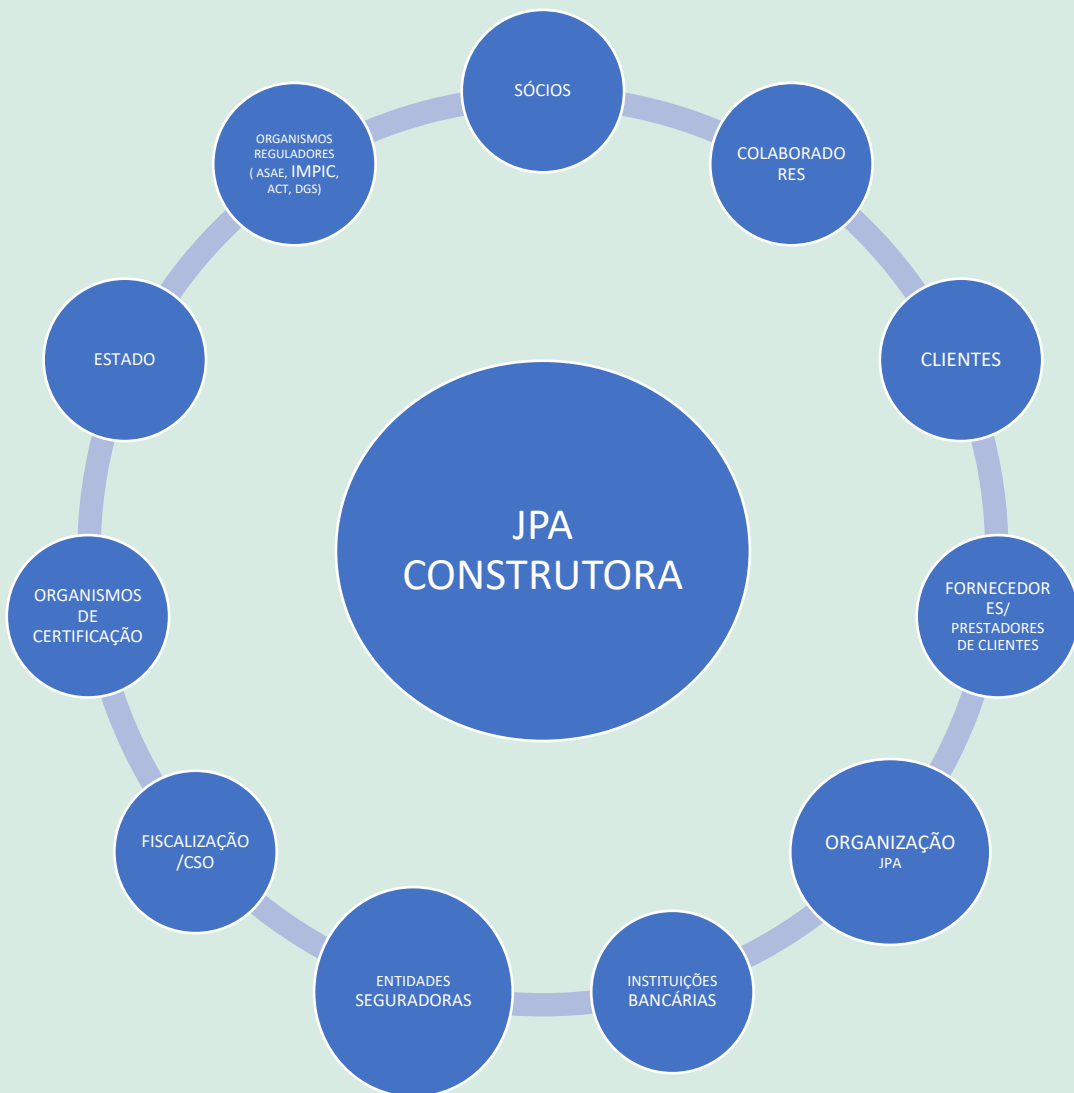 SÓCIOS
COLABORADO
RES
CLIENTES
FORNECEDOR
ES/
PRESTADORES
DE CLIENTES
ORGANIZAÇÃO
JPA
INSTITUIÇÕES
BANCÁRIAS
ENTIDADES
SEGURADORAS
FISCALIZAÇÃO
/CSO
ORGANISMOS
DE
CERTIFICAÇÃO
ESTADO
ORGANISMOS
REGULADORES
( ASAE, IMPIC,
ACT, DGS)
JPA
CONSTRUTORA